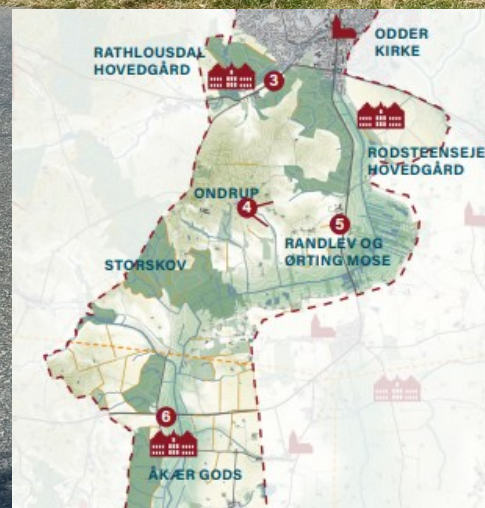 ODDER
KIRKE
RATHLOUSDAL
HOVEDGÅRD
3
RODSTEENSEJE
HOVEDGÅRD
ONDRUP
4
5
RANDLEV OG
ØRTING MOSE
STORSKOV
6
ÅKÆR GODS